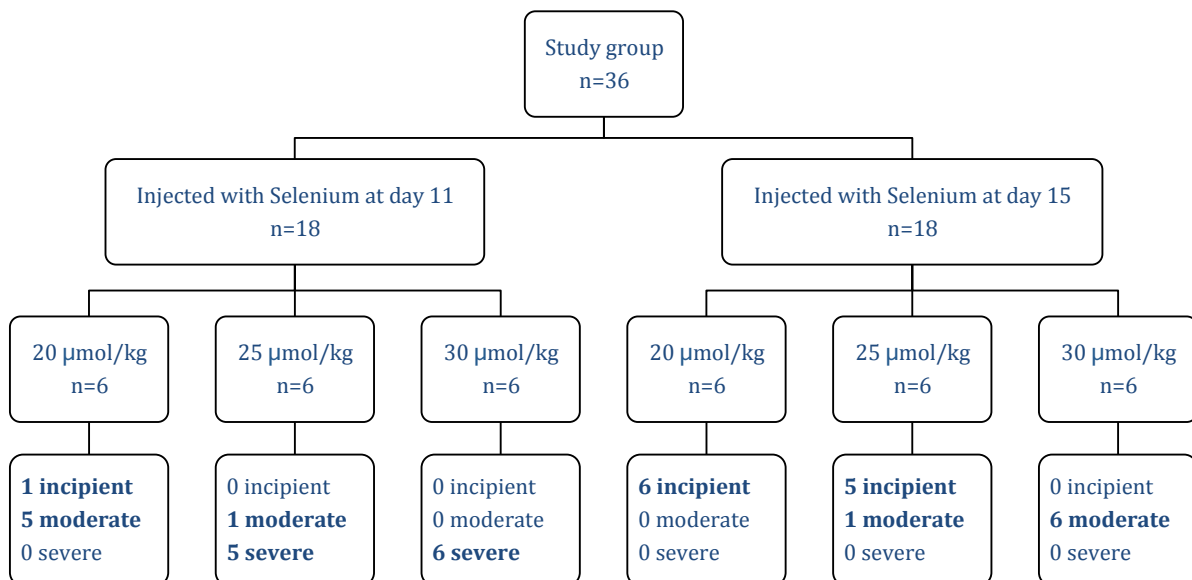 Study group
n=36
Injected with Selenium at day 11
n=18
Injected with Selenium at day 15
n=18
20 µmol/kg
n=6
25 µmol/kg
n=6
30 µmol/kg
n=6
20 µmol/kg
n=6
25 µmol/kg
n=6
30 µmol/kg
n=6
1 incipient
5 moderate
0 severe
0 incipient
1 moderate
5 severe
0 incipient
0 moderate
6 severe
6 incipient
0 moderate
0 severe
5 incipient
1 moderate
0 severe
0 incipient
6 moderate
0 severe